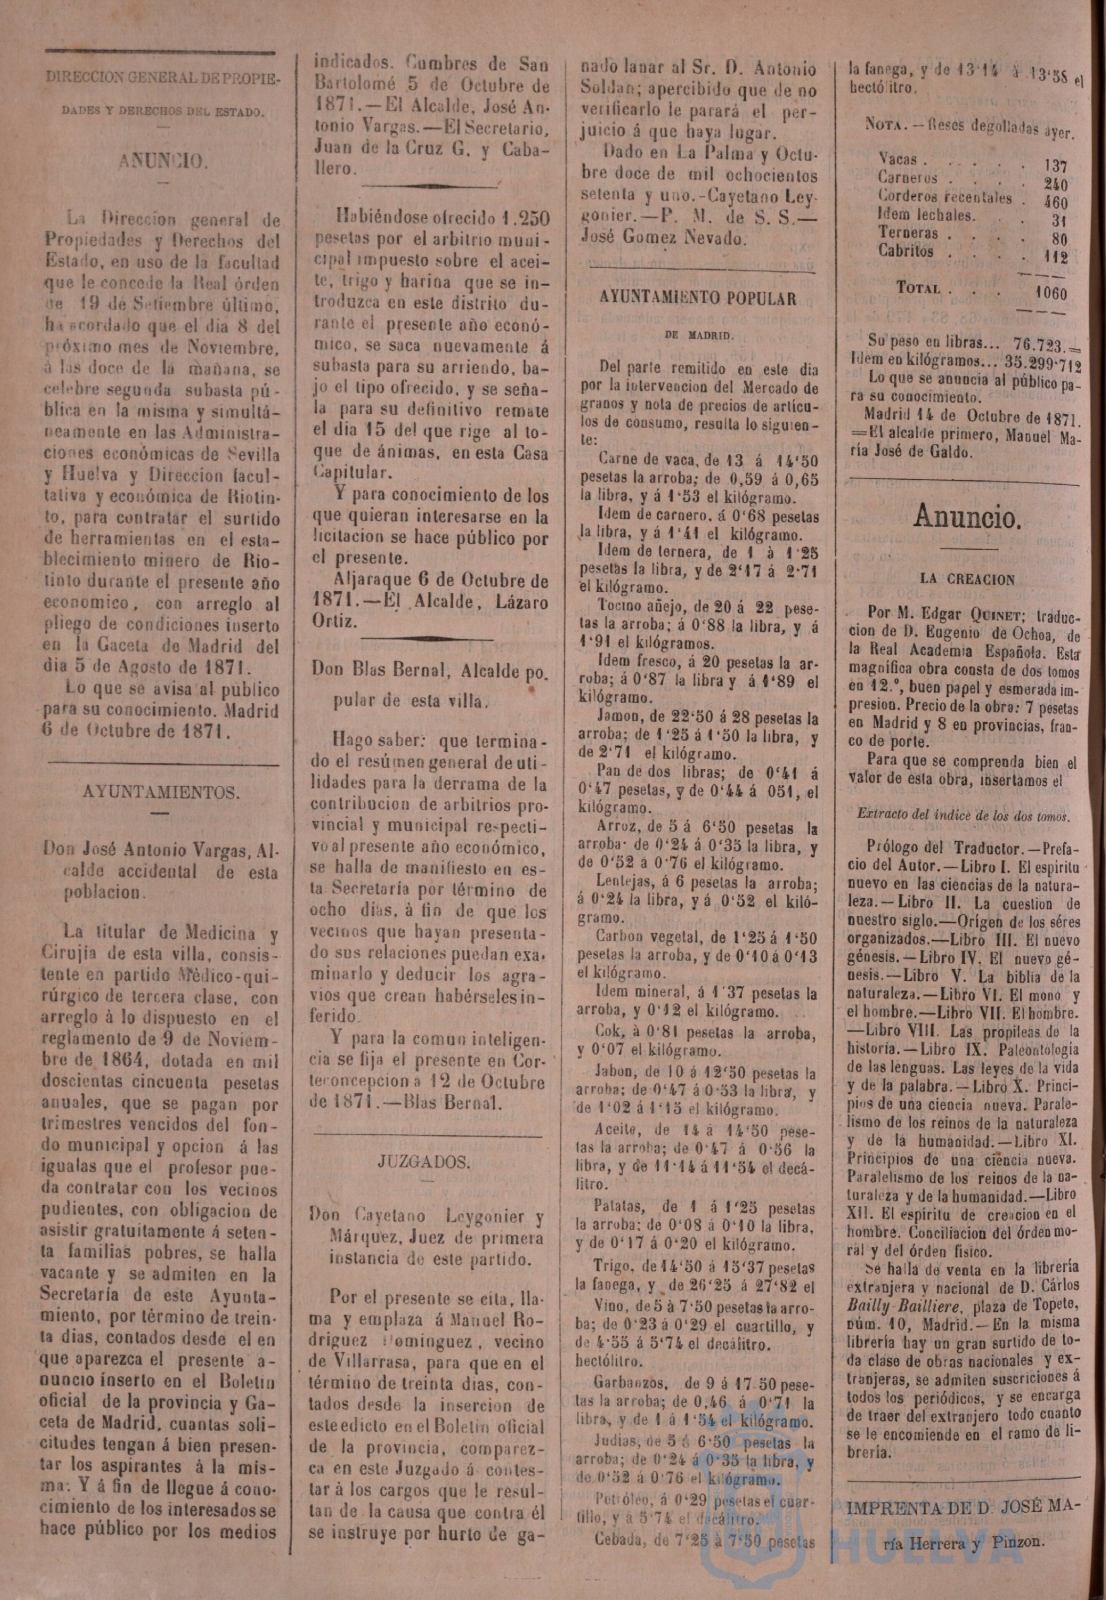 DIRECCION GENERAL DE PROPIE-
DADES Y DERECHOS DEL ESTADO.
ANUNCIO.
La Direccion general de
Propiedades y Derechos del
Estado, en uso de la facultad
que le concede la Real órden
de 19 de Setiembre último,
ha acordado que el dia 8 del
próximo mes de Noviembre,
á las doce de la mañana, se
celebre segunda subasta pú-
blica en la misma y simultá-
neamente en las Administra-
ciones económicas de Sevilla
y Huelva y Direccion facul-
tativa y económica de Riotin-
to, para contratar el surtido
de herramientas en el esta-
blecimiento minero de Rio-
tinto durante el presente año
economico, con arreglo al
pliego de condiciones inserto
en la Gaceta de Madrid del
dia 5 de Agosto de 1871.
Lo que se avisa al público
para su conocimiento. Madrid
6 de Octubre de 1871.
AYUNTAMIENTOS.
Don José Antonio Vargas, Al-
calde accidental de esta
poblacion.
La titular de Medicina y
Cirujía de esta villa, consis-
tente en partido Médico-qui-
rúrgico de tercera clase, con
arreglo á lo dispuesto en el
reglamento de 9 de Noviem-
bre de 1864, dotada en mil
doscientas cincuenta pesetas
anuales, que se pagan por
trimestres vencidos del fon-
do municipal y opcion á las
igualas que el profesor pue-
da contratar con los vecinos
pudientes, con obligacion de
asistir gratuitamente á seten-
ta familias pobres, se halla
vacante y se admiten en la
Secretaría de este Ayunta-
miento, por término de trein-
ta dias, contados desde el en
que aparezca el presente a-
nuncio inserto en el Boletin
oficial de la provincia y Ga-
ceta de Madrid, cuantas soli-
citudes tengan á bien presen-
tar los aspirantes á la mis-
ma: Y á fin de llegue á cono-
cimiento de los interesados se
hace público por los medios
indicados. Cumbres de San
Bartolomé 5 de Octubre de
1871.—El Alcalde, José An-
tonio Vargas.—El Secretario,
Juan de la Cruz G. y Caba-
llero.
Habiéndose ofrecido 1.250
pesetas por el arbitrio muni-
cipal impuesto sobre el acei-
te, trigo y harina que se in-
troduzca en este distrito du-
rante el presente año econó-
mico, se saca nuevamente á
subasta para su arriendo, ba-
jo el tipo ofrecido, y se seña-
la para su definitivo remate
el dia 15 del que rige al to-
que de ánimas, en esta Casa
Capitular.
Y para conocimiento de los
que quieran interesarse en la
licitacion se hace público por
el presente.
Aljaraque 6 de Octubre de
1871.—El Alcalde, Lázaro
Ortiz.
Don Blas Bernal, Alcalde po.
pular de esta villa.
Hago saber: que termina-
do el resúmen general de uti-
lidades para la derrama de la
contribucion de arbitrios pro-
vincial y municipal respecti-
vo al presente año económico,
se halla de manifiesto en es-
ta Secretaría por término de
ocho dias, á fin de que los
vecinos que hayan presenta-
do sus relaciones puedan exa-
minarlo y deducir los agra-
vios que crean habérseles in-
ferido.
Y para la comun inteligen-
cia se fija el presente en Cor-
teconcepcion a 12 de Octubre
de 1871.—Blas Bernal.
JUZGADOS.
Don Cayetano Leygonier y
Márquez, Juez de primera
instancia de este partido.
Por el presente se cita, lla-
ma y emplaza á Manuel Ro-
driguez Dominguez, vecino
de Villarrasa, para que en el
término de treinta dias, con-
tados desde la insercion de
este edicto en el Boletin oficial
de la provincia, comparez-
ca en este Juzgado á contes-
tar á los cargos que le resul-
tan de la causa que contra él
se instruye por hurto de ga-
nado lanar al Sr. D. Antonio
Soldan; apercibido que de no
verificarlo le parará el per-
juicio á que haya lugar.
Dado en La Palma y Octu-
bre doce de mil ochocientos
setenta y uno.-Cayetano Ley-
gonier.—P. M. de S. S.—
José Gomez Nevado.
AYUNTAMIENTO POPULAR
DE MADRID.
Del parte remitido en este dia
por la intervencion del Mercado de
granos y nota de precios de artícu-
los de consumo, resulta lo siguien-
te:
Carne de vaca, de 13 á 14'50
pesetas la arroba; de 0,59 á 0,65
la libra, y á 1'53 el kilógramo.
Idem de carnero, á 0'68 pesetas
la libra, y á 1'41 el kilógramo.
Idem de ternera, de 1 á 1'25
pesetas la libra, y de 2'17 á 2·71
el kilógramo.
Tocino añejo, de 20 á 22 pese-
tas la arroba; á 0'88 la libra, y á
1'91 el kilógramos.
Idem fresco, á 20 pesetas la ar-
roba; á 0'87 la libra y á 1'89 el
kilógramo.
Jamon, de 22'50 á 28 pesetas la
arroba; de 1'25 á 1'50 la libra, y
de 2'71 el kilógramo.
Pan de dos libras; de 0'41 á
0'47 pesetas, y de 0'44 á 051, el
kilógramo.
Arroz, de 5 á 6'50 pesetas la
arroba· de 0'24 á 0'35 la libra, y
de 0'52 á 0'76 el kilógramo.
Lentejas, á 6 pesetas la arroba;
á 0'24 la libra, y á 0'52 el kiló-
gramo.
Carbon vegetal, de 1'25 á 1'50
pesetas la arroba, y de 0'10 á 0'13
el kilógramo.
Idem mineral, á 1'37 pesetas la
arroba, y 0'12 el kilógramo.
Cok, á 0'81 pesetas la arroba,
y 0'07 el kilógramo.
Jabon, de 10 á 12'50 pesetas la
arroba; de 0'47 á 0'53 la libra, y
de 1'02 á 1'15 el kilógramo.
Aceite, de 14 á 14'50 pese-
tas la arroba; de 0'47 á 0'56 la
libra, y de 11·14 á 11'54 el decá-
litro.
Patatas, de 1 á 1'25 pesetas
la arroba; de 0'08 á 0'10 la libra,
y de 0'17 á 0'20 el kilógramo.
Trigo, de 14'50 á 15'37 pesetas
la fanega, y de 26'25 á 27'82 el
Vino, de 5 á 7'50 pesetas la arro-
ba; de 0'23 á 0'29 el cuartillo, y
de 4'55 á 5'74 el decálitro.
hectólitro.
Garbanzos, de 9 á 17.50 pese-
tas la arroba; de 0,46 á 0'71 la
libra, y de 1 á 1'54 el kilógramo.
Judias, de 5 á 6'50 pesetas la
arroba; de 0'24 á 0'35 la libra, y
de 0'52 á 0'76 el kilógramo.
Petróleo, á 0'29 pesetas el cuar-
tillo, y á 5'74 el decálitro.
Cebada, de 7'25 á 7'50 pesetas
la fanega, y de 13'14 á 13'58 el
hectólitro.
NOTA.—Reses degolladas ayer.
Vacas . . . . . . 137
Carneros . . . . . 240
Corderos recentales . 460
Idem lechales. . . 31
Terneras . . . . . 80
Cabritos . . . . . 112
TOTAL . . . . 1060
Su peso en libras... 76.723.=
Idem en kilógramos... 35.299·712
Lo que se anuncia al público pa-
ra su conocimiento.
Madrid 14 de Octubre de 1871.
=El alcalde primero, Manuel Ma-
ría José de Galdo.
Anuncio.
LA CREACION
Por M. Edgar QUINET; traduc-
cion de D. Eugenio de Ochoa, de
la Real Academia Española. Esta
magnífica obra consta de dos tomos
en 12.°, buen papel y esmerada im-
presion. Precio de la obra: 7 pesetas
en Madrid y 8 en provincias, fran-
co de porte.
Para que se comprenda bien el
valor de esta obra, insertamos el
Extracto del índice de los dos tomos.
Prólogo del Traductor.—Prefa-
cio del Autor.—Libro I. El espiritu
nuevo en las ciencias de la natura-
leza.—Libro II. La cuestion de
nuestro siglo.—Orígen de los séres
organizados.—Libro III. El nuevo
génesis.—Libro IV. El nuevo gé-
nesis.—Libro V. La biblia de la
naturaleza.—Libro VI. El mono y
el hombre.—Libro VII. El hombre.
—Libro VIII. Las propileas de la
historía.—Libro IX. Paleontología
de las lenguas. Las leyes de la vida
y de la palabra.—Libro X. Princi-
pios de una ciencia nueva. Parale-
lismo de los reinos de la naturaleza
y de la humanidad.—Libro XI.
Principios de una ciencia nueva.
Paralelismo de los reinos de la na-
turaleza y de la humanidad.—Libro
XII. El espiritu de creacion en el
hombre. Conciliacion del órden mo-
ral y del órden físico.
Se halla de venta en la librería
extranjera y nacional de D. Cárlos
Bailly-Bailliere, plaza de Topete,
núm. 10, Madrid.—En la misma
librería hay un gran surtido de to-
da clase de obras nacionales y ex-
tranjeras, se admiten suscriciones á
todos los periódicos, y se encarga
de traer del extranjero todo cuanto
se le encomiende en el ramo de li-
brería.
IMPRENTA DE D. JOSÉ MA-
ría Herrera y Pinzon.
HUELVA